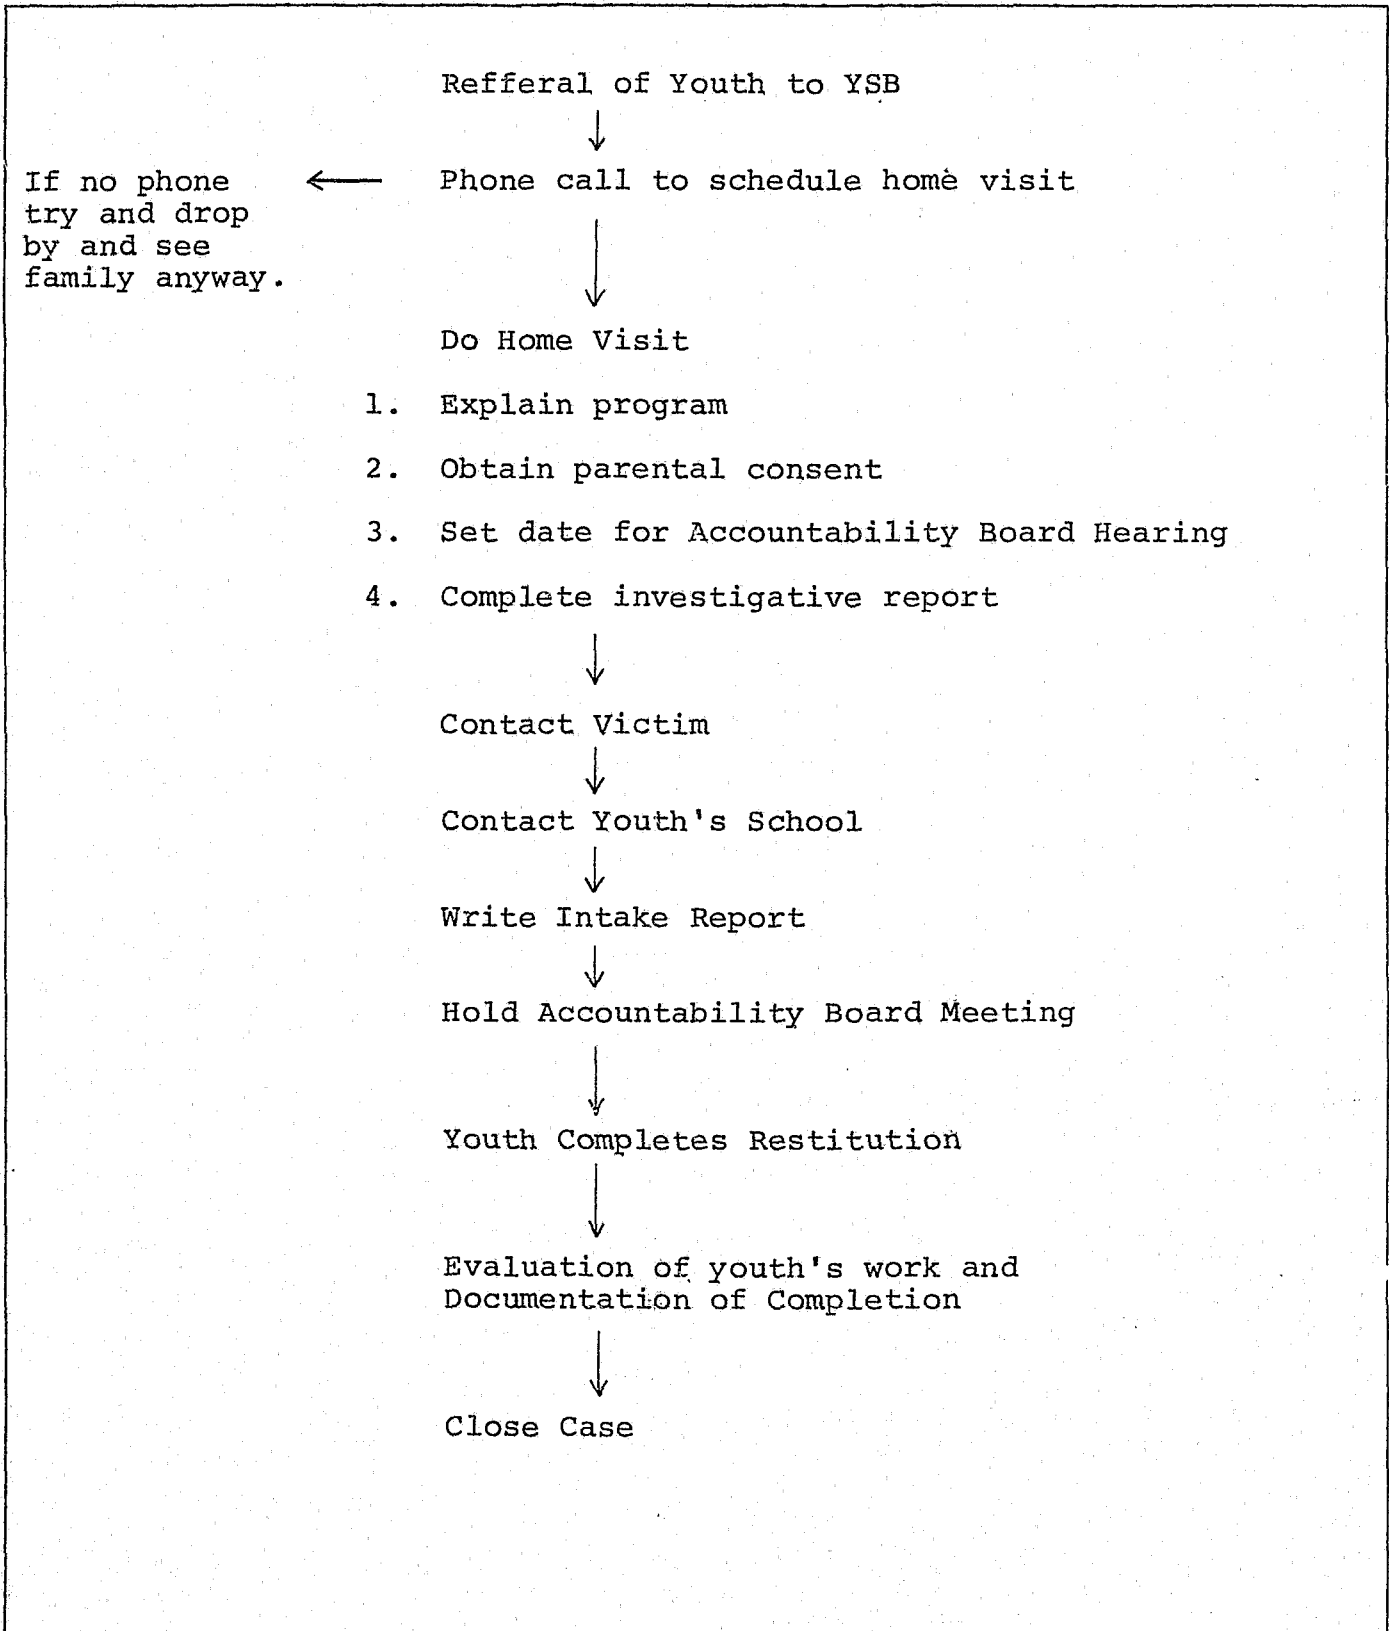 Refferal of Youth to YSB
Phone call to schedule home visit
If no phone
try and drop
by and see
family anyway.
Do Home Visit
1. Explain program
2. Obtain parental consent
3. Set date for Accountability Board Hearing
4. Complete investigative report
Contact Victim
Contact Youth's School
Write Intake Report
Hold Accountability Board Meeting
Youth Completes Restitution
Evaluation of youth's work and
Documentation of Completion
Close Case